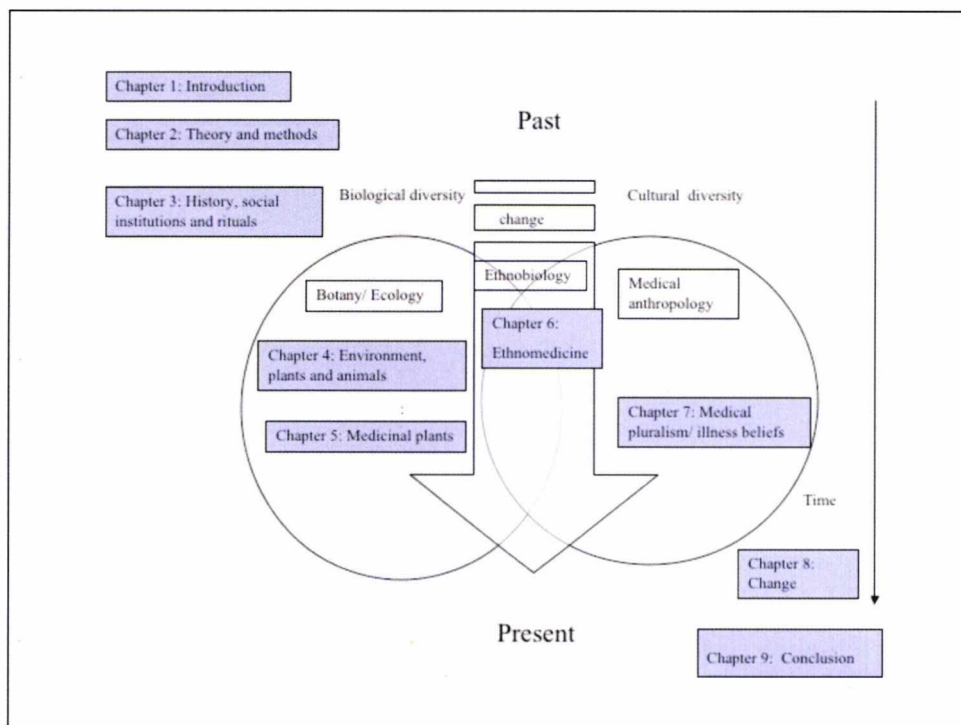 Chapter 1: Introduction
Chapter 2: Theory and methods
Past
Chapter 3: History, social
institutions and rituals
Biological diversity
Cultural diversity
change
Ethnobiology
Botany/ Ecology
Medical
anthropology
Chapter 6:
Ethnomedicine
Chapter 4: Environment,
plants and animals
:
Chapter 5: Medicinal plants
Chapter 7: Medical
pluralism/ illness beliefs
Time
Chapter 8:
Change
Present
Chapter 9: Conclusion